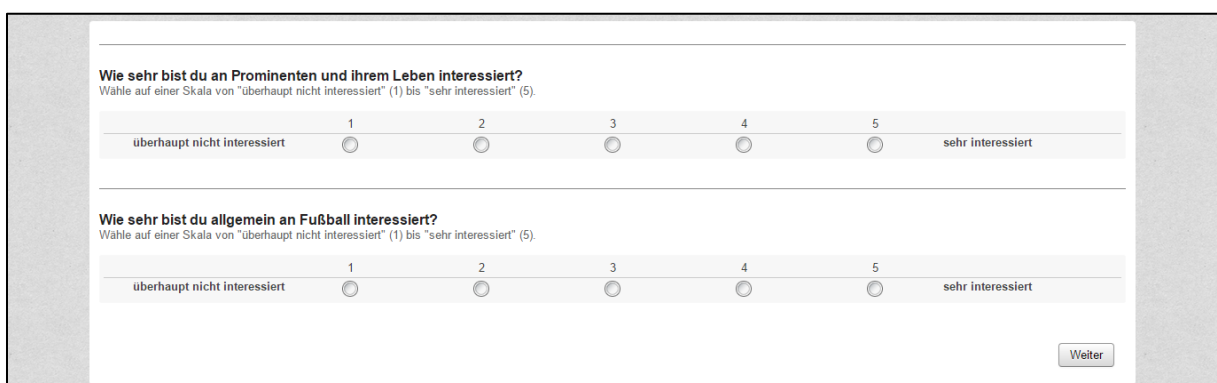 Wie sehr bist du an Prominenten und ihrem Leben interessiert?
Wähle auf einer Skala von "überhaupt nicht interessiert" (1) bis "sehr interessiert" (5).
1 2 3 4 5
überhaupt nicht interessiert sehr interessiert
Wie sehr bist du allgemein an Fußball interessiert?
Wähle auf einer Skala von "überhaupt nicht interessiert" (1) bis "sehr interessiert" (5).
1 2 3 4 5
überhaupt nicht interessiert sehr interessiert
Weiter